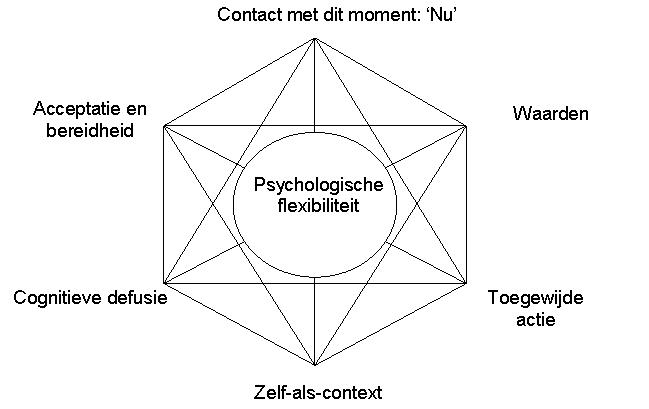 Contact met dit moment: ‘Nu’
Acceptatie en
bereidheid
Waarden
Psychologische
flexibiliteit
Cognitieve defusie
Toegewijde
actie
Zelf-als-context